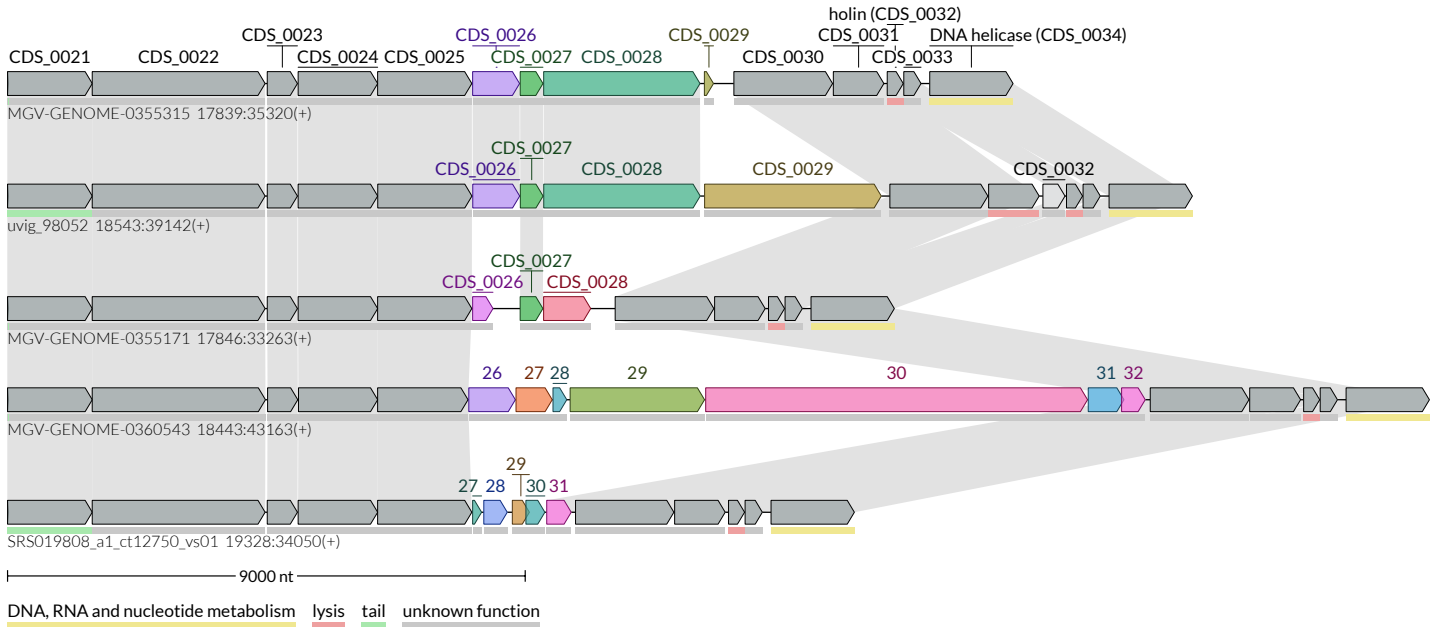 holin (CDS_0032)
CDS_0023 CDS_0026 CDS_0029 CDS_0031 DNA helicase (CDS_0034)
CDS_0021 CDS_0022 CDS_0024 CDS_0025 CDS_0027 CDS_0028 CDS_0030 CDS_0033
MGV-GENOME-0355315 17839:35320(+)
CDS_0027
CDS_0026 CDS_0028 CDS_0029 CDS_0032
uvig_98052 18543:39142(+)
CDS_0027
CDS_0026 CDS_0028
MGV-GENOME-0355171 17846:33263(+)
26 27 28 29 30 31 32
MGV-GENOME-0360543 18443:43163(+)
29
27 28 30 31
SRS019808_a1_ct12750_vs01 19328:34050(+)
9000 nt
DNA, RNA and nucleotide metabolism lysis tail unknown function